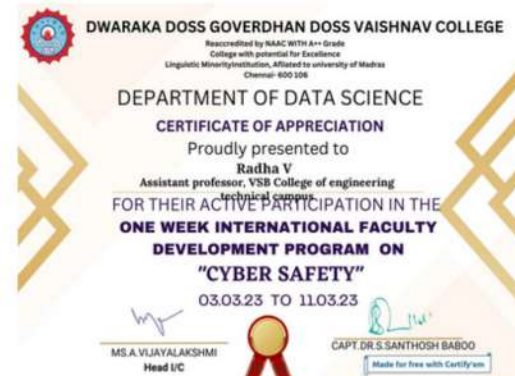 DWARAKA DOSS GOVERDHAN DOSS VAISHNAV COLLEGE
Reaccredited by NAAC WITH A++ Grade
College with potential for Excellence
Linguistic MinorityInstitution, Afliated to university of Madras
Chennai- 600 106
DEPARTMENT OF DATA SCIENCE
CERTIFICATE OF APPRECIATION
Proudly presented to
Radha V
Assistant professor, VSB College of engineering
technical campus
FOR THEIR ACTIVE PARTICIPATION IN THE
ONE WEEK INTERNATIONAL FACULTY
DEVELOPMENT PROGRAM ON
"CYBER SAFETY"
03.03.23 TO 11.03.23
MS.A.VIJAYALAKSHMI
Head I/C
CAPT.DR.S.SANTHOSH BABOO
Made for free with Certify'em